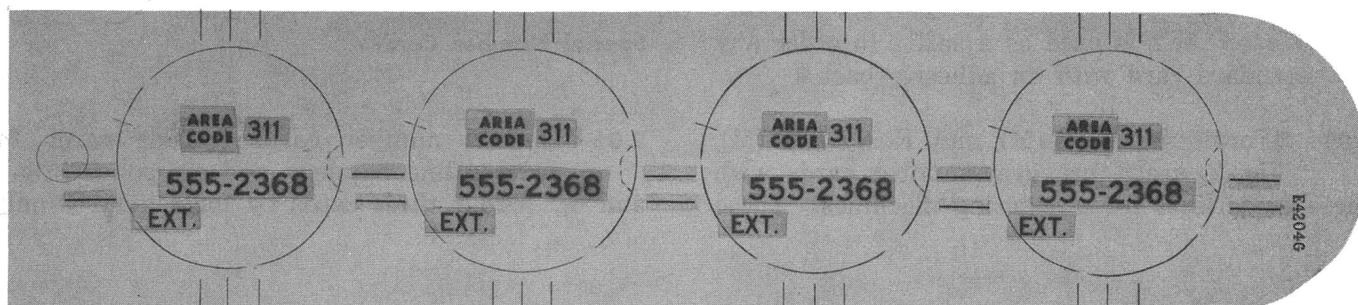 AREA CODE 311
555-2368
EXT.
AREA CODE 311
555-2368
EXT.
AREA CODE 311
555-2368
EXT.
AREA CODE 311
555-2368
EXT.
E4204G